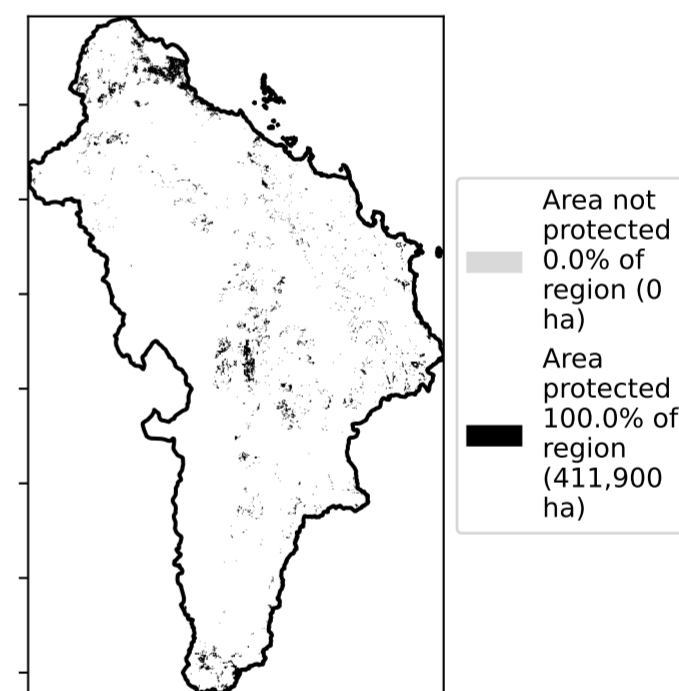 Area not
protected
0.0% of
region (0
ha)
Area
protected
100.0% of
region
(411,900
ha)